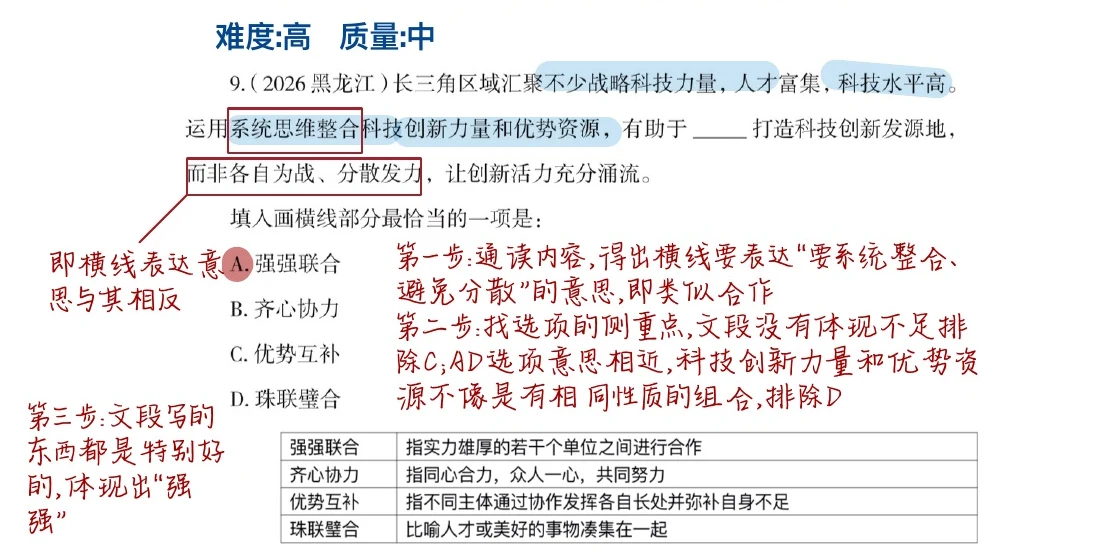 难度:高 质量:中
9.(2026黑龙江)长三角区域汇聚不少战略科技力量，人才富集，科技水平高。
运用系统思维整合科技创新力量和优势资源，有助于_____打造科技创新发源地，
而非各自为战、分散发力，让创新活力充分涌流。
填入画横线部分最恰当的一项是：
即横线表达意
思与其相反
A.强强联合
B.齐心协力
C.优势互补
D.珠联璧合
第一步:通读内容,得出横线要表达“要系统整合、
避免分散”的意思,即类似合作
第二步:找选项的侧重点,文段没有体现不足排
除C;AD选项意思相近,科技创新力量和优势资
源不像是有相同性质的组合,排除D
第三步:文段写的
东西都是特别好
的,体现出“强
强”
强强联合 指实力雄厚的若干个单位之间进行合作
齐心协力 指同心合力，众人一心，共同努力
优势互补 指不同主体通过协作发挥各自长处并弥补自身不足
珠联璧合 比喻人才或美好的事物凑集在一起